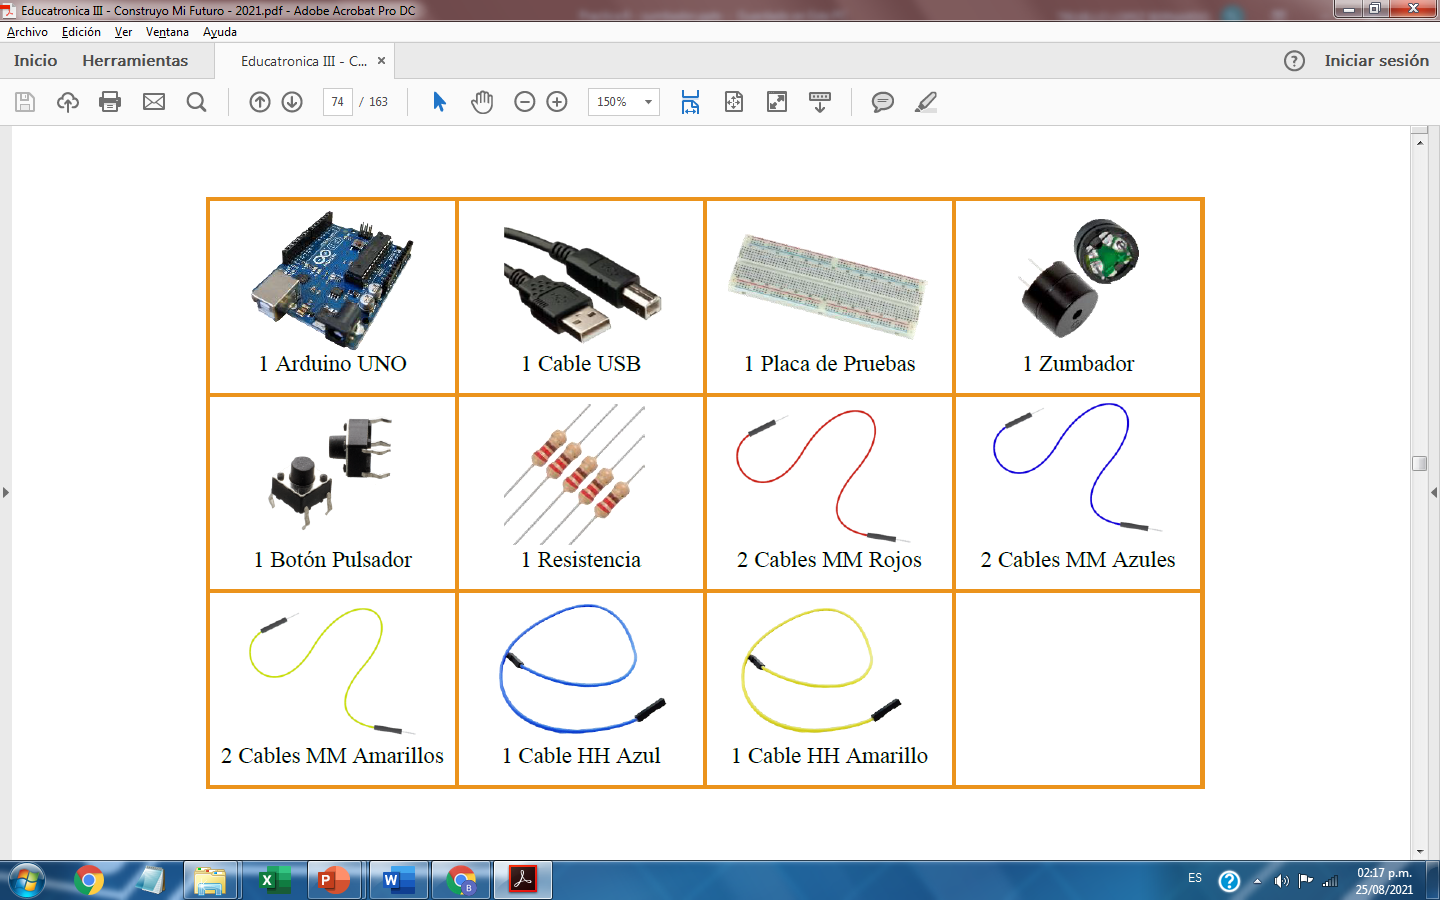 Educatronica III - Construyo Mi Futuro - 2021.pdf - Adobe Acrobat Pro DC
Archivo Edición Ver Ventana Ayuda
Inicio Herramientas Educatronica III - C... × ? Iniciar sesión
74 / 163 150%
1 Arduino UNO 1 Cable USB 1 Placa de Pruebas 1 Zumbador
1 Botón Pulsador 1 Resistencia 2 Cables MM Rojos 2 Cables MM Azules
2 Cables MM Amarillos 1 Cable HH Azul 1 Cable HH Amarillo
ES 02:17 p.m.
25/08/2021